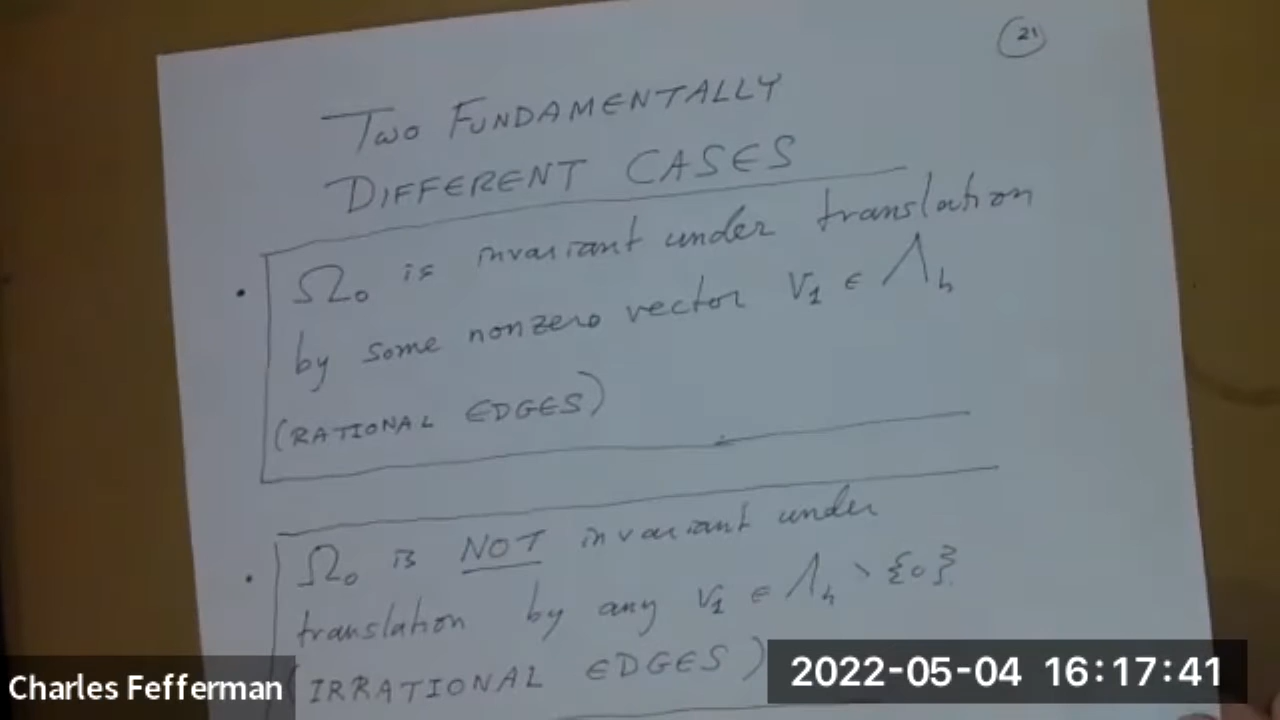 21
TWO FUNDAMENTALLY
DIFFERENT CASES
• Ω₀ is invariant under translation
by some nonzero vector v₁ ∈ Λₕ
(RATIONAL EDGES)
• Ω₀ is NOT invariant under
translation by any v₁ ∈ Λₕ \ {0}
(IRRATIONAL EDGES)
Charles Fefferman
2022-05-04 16:17:41